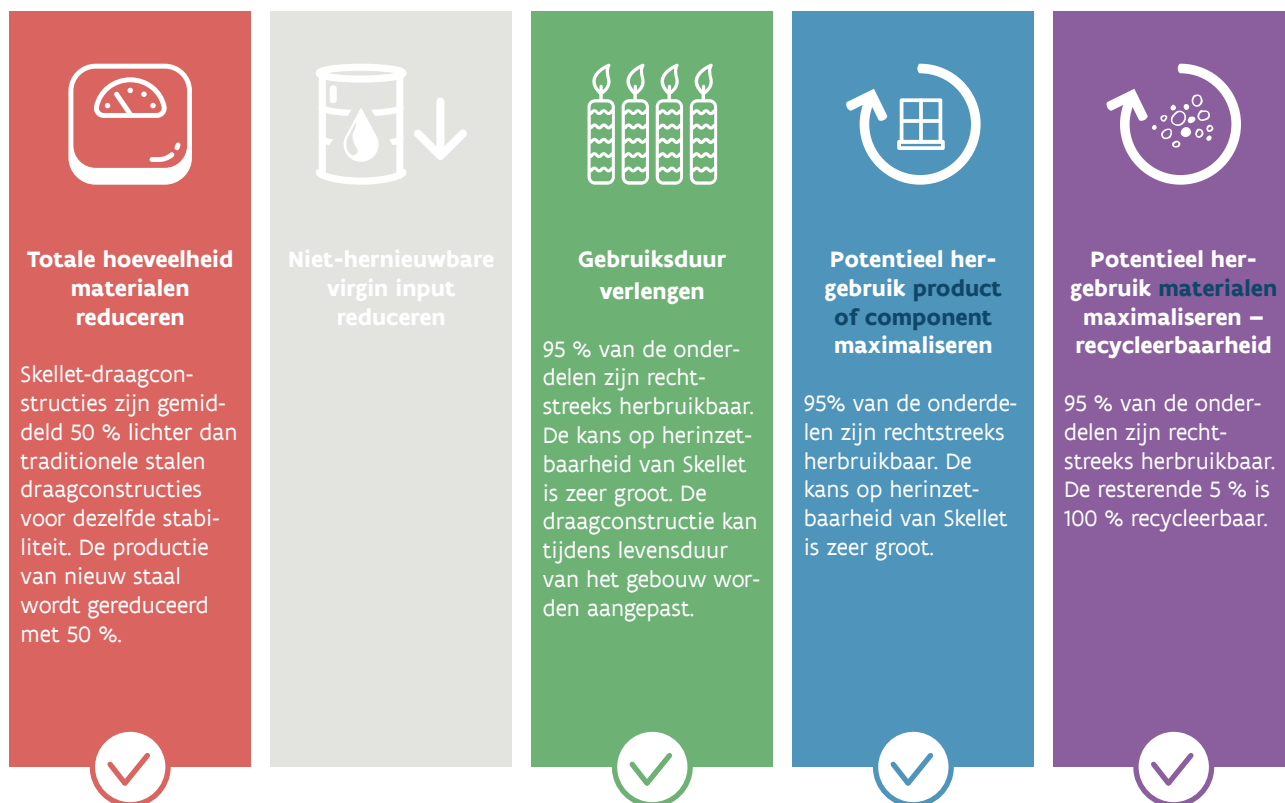 Totale hoeveelheid
materialen
reduceren
Skellet-draagcon-
structies zijn gemid-
deld 50 % lichter dan
traditionele stalen
draagconstructies
voor dezelfde stabi-
liteit. De productie
van nieuw staal
wordt gereduceerd
met 50 %.
Niet-hernieuwbare
virgin input
reduceren
Gebruiksduur
verlengen
95 % van de onder-
delen zijn recht-
streeks herbruikbaar.
De kans op herinzet-
baarheid van Skellet
is zeer groot. De
draagconstructie kan
tijdens levensduur
van het gebouw wor-
den aangepast.
Potentieel her-
gebruik product
of component
maximaliseren
95% van de onderde-
len zijn rechtstreeks
herbruikbaar. De
kans op herinzet-
baarheid van Skellet
is zeer groot.
Potentieel her-
gebruik materialen
maximaliseren –
recycleerbaarheid
95 % van de onder-
delen zijn recht-
streeks herbruikbaar.
De resterende 5 % is
100 % recycleerbaar.